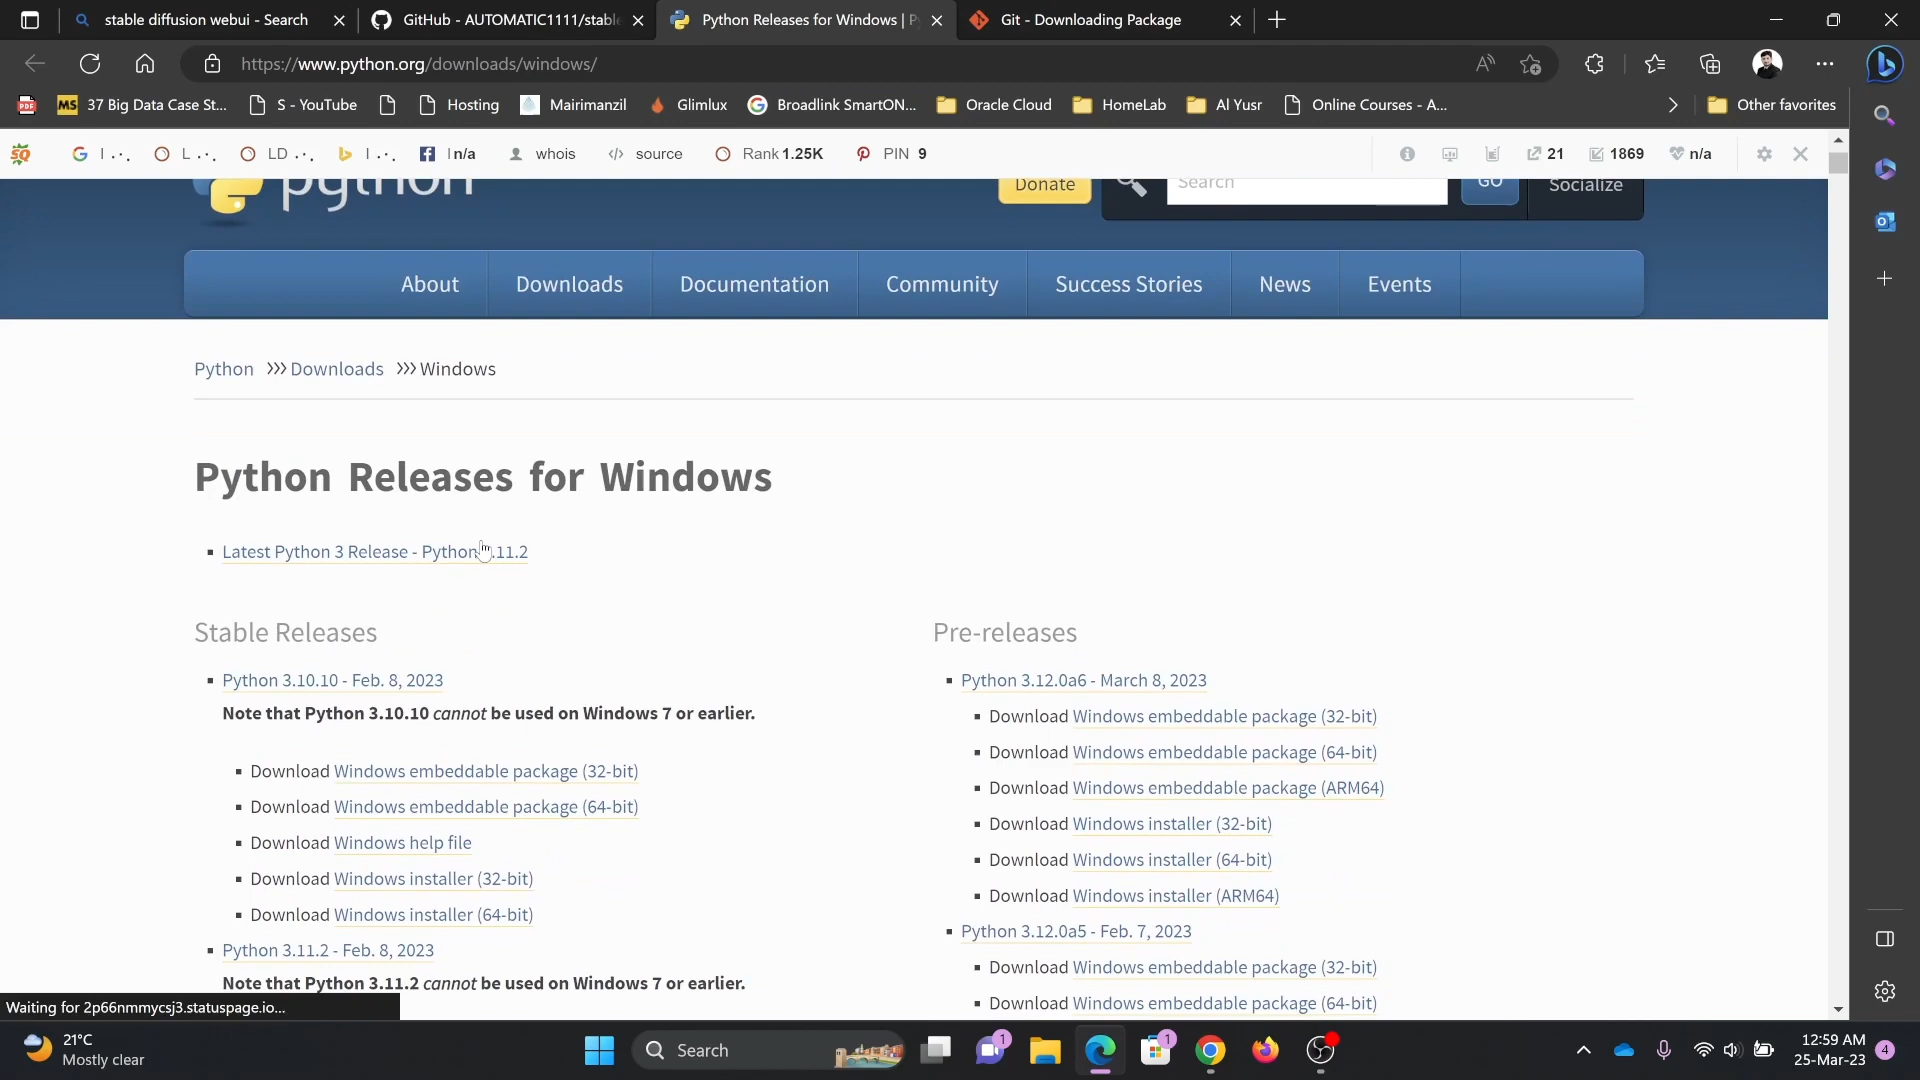 stable diffusion webui - Search
GitHub - AUTOMATIC1111/stable
Python Releases for Windows | P
Git - Downloading Package
https://www.python.org/downloads/windows/
37 Big Data Case St...
S - YouTube
Hosting
Mairimanzil
Glimlux
Broadlink SmartON...
Oracle Cloud
HomeLab
Al Yusr
Online Courses - A...
Other favorites
I
L
LD
I
l n/a
whois
source
Rank 1.25K
PIN 9
21
1869
n/a
python
Donate
Search
GO
Socialize
About
Downloads
Documentation
Community
Success Stories
News
Events
Python >>> Downloads >>> Windows
Python Releases for Windows
Latest Python 3 Release - Python 3.11.2
Stable Releases
Python 3.10.10 - Feb. 8, 2023
Note that Python 3.10.10 cannot be used on Windows 7 or earlier.
Download Windows embeddable package (32-bit)
Download Windows embeddable package (64-bit)
Download Windows help file
Download Windows installer (32-bit)
Download Windows installer (64-bit)
Python 3.11.2 - Feb. 8, 2023
Note that Python 3.11.2 cannot be used on Windows 7 or earlier.
Pre-releases
Python 3.12.0a6 - March 8, 2023
Download Windows embeddable package (32-bit)
Download Windows embeddable package (64-bit)
Download Windows embeddable package (ARM64)
Download Windows installer (32-bit)
Download Windows installer (64-bit)
Download Windows installer (ARM64)
Python 3.12.0a5 - Feb. 7, 2023
Download Windows embeddable package (32-bit)
Download Windows embeddable package (64-bit)
Waiting for 2p66nmmycsj3.statuspage.io...
21°C
Mostly clear
Search
1
1
12:59 AM
25-Mar-23
4